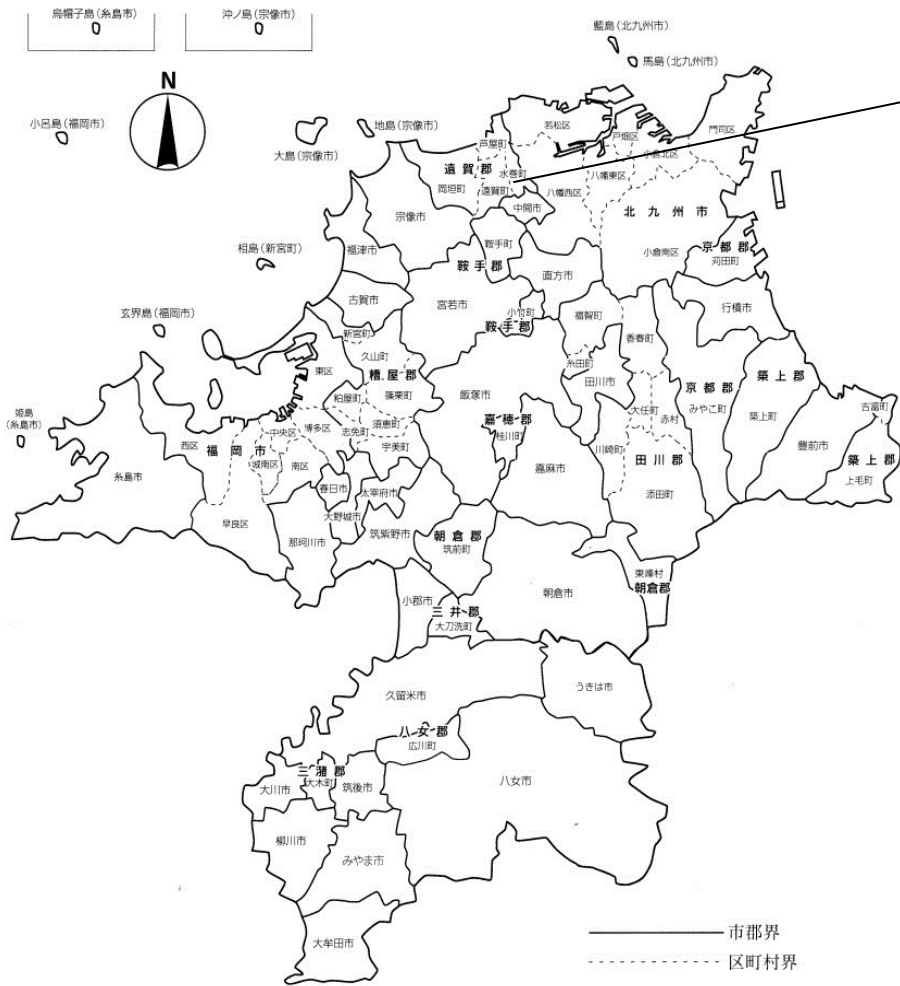 烏帽子島(糸島市)
沖ノ島(宗像市)
藍島(北九州市)
馬島(北九州市)
N
小呂島(福岡市)
地島(宗像市)
大島(宗像市)
若松区
戸畑区
門司区
芦屋町
小倉北区
遠賀郡
水巻町
岡垣町
遠賀町
八幡東区
八幡西区
中間市
宗像市
北九州市
鞍手町
小倉南区
京都郡
苅田町
相島(新宮町)
福津市
鞍手郡
直方市
古賀市
宮若市
小竹町
鞍手郡
福智町
行橋市
玄界島(福岡市)
新宮町
香春町
久山町
東区
糟屋郡
糸田町
田川市
粕屋町
篠栗町
飯塚市
京都郡
築上郡
大任町
赤村
みやこ町
吉富町
姫島
(糸島市)
西区
福岡市
中央区
博多区
志免町
須恵町
嘉穂郡
桂川町
築上町
城南区
南区
宇美町
川崎町
田川郡
豊前市
築上郡
糸島市
嘉麻市
上毛町
春日市
太宰府市
添田町
早良区
大野城市
那珂川市
筑紫野市
朝倉郡
筑前町
東峰村
朝倉郡
小郡市
朝倉市
三井郡
大刀洗町
うきは市
久留米市
八女郡
広川町
三潴郡
大木町
大川市
筑後市
八女市
柳川市
みやま市
大牟田市
市郡界
区町村界